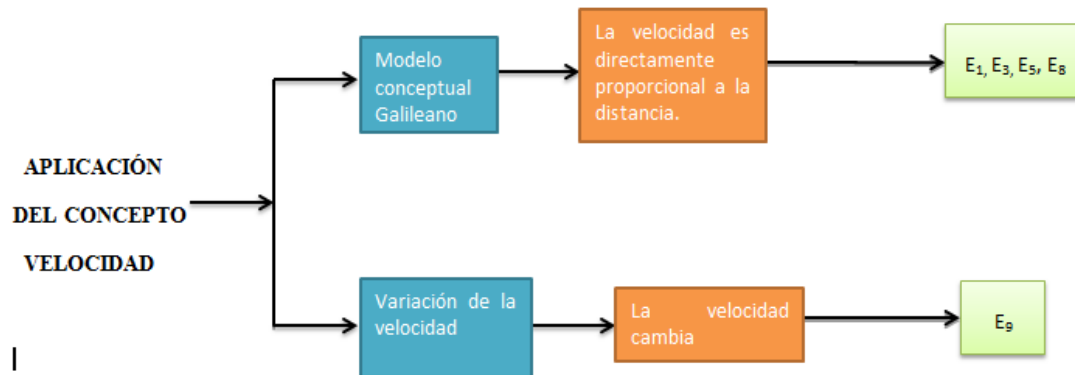 APLICACIÓN
DEL CONCEPTO
VELOCIDAD
Modelo
conceptual
Galileano
La velocidad es
directamente
proporcional a la
distancia.
E1, E3, E5, E8
Variación de la
velocidad
La velocidad
cambia
E9